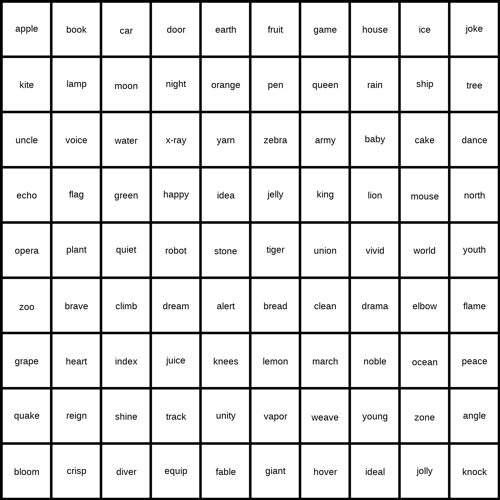 apple book car door earth fruit game house ice joke
kite lamp moon night orange pen queen rain ship tree
uncle voice water x-ray yarn zebra army baby cake dance
echo flag green happy idea jelly king lion mouse north
opera plant quiet robot stone tiger union vivid world youth
zoo brave climb dream alert bread clean drama elbow flame
grape heart index juice knees lemon march noble ocean peace
quake reign shine track unity vapor weave young zone angle
bloom crisp diver equip fable giant hover ideal jolly knock